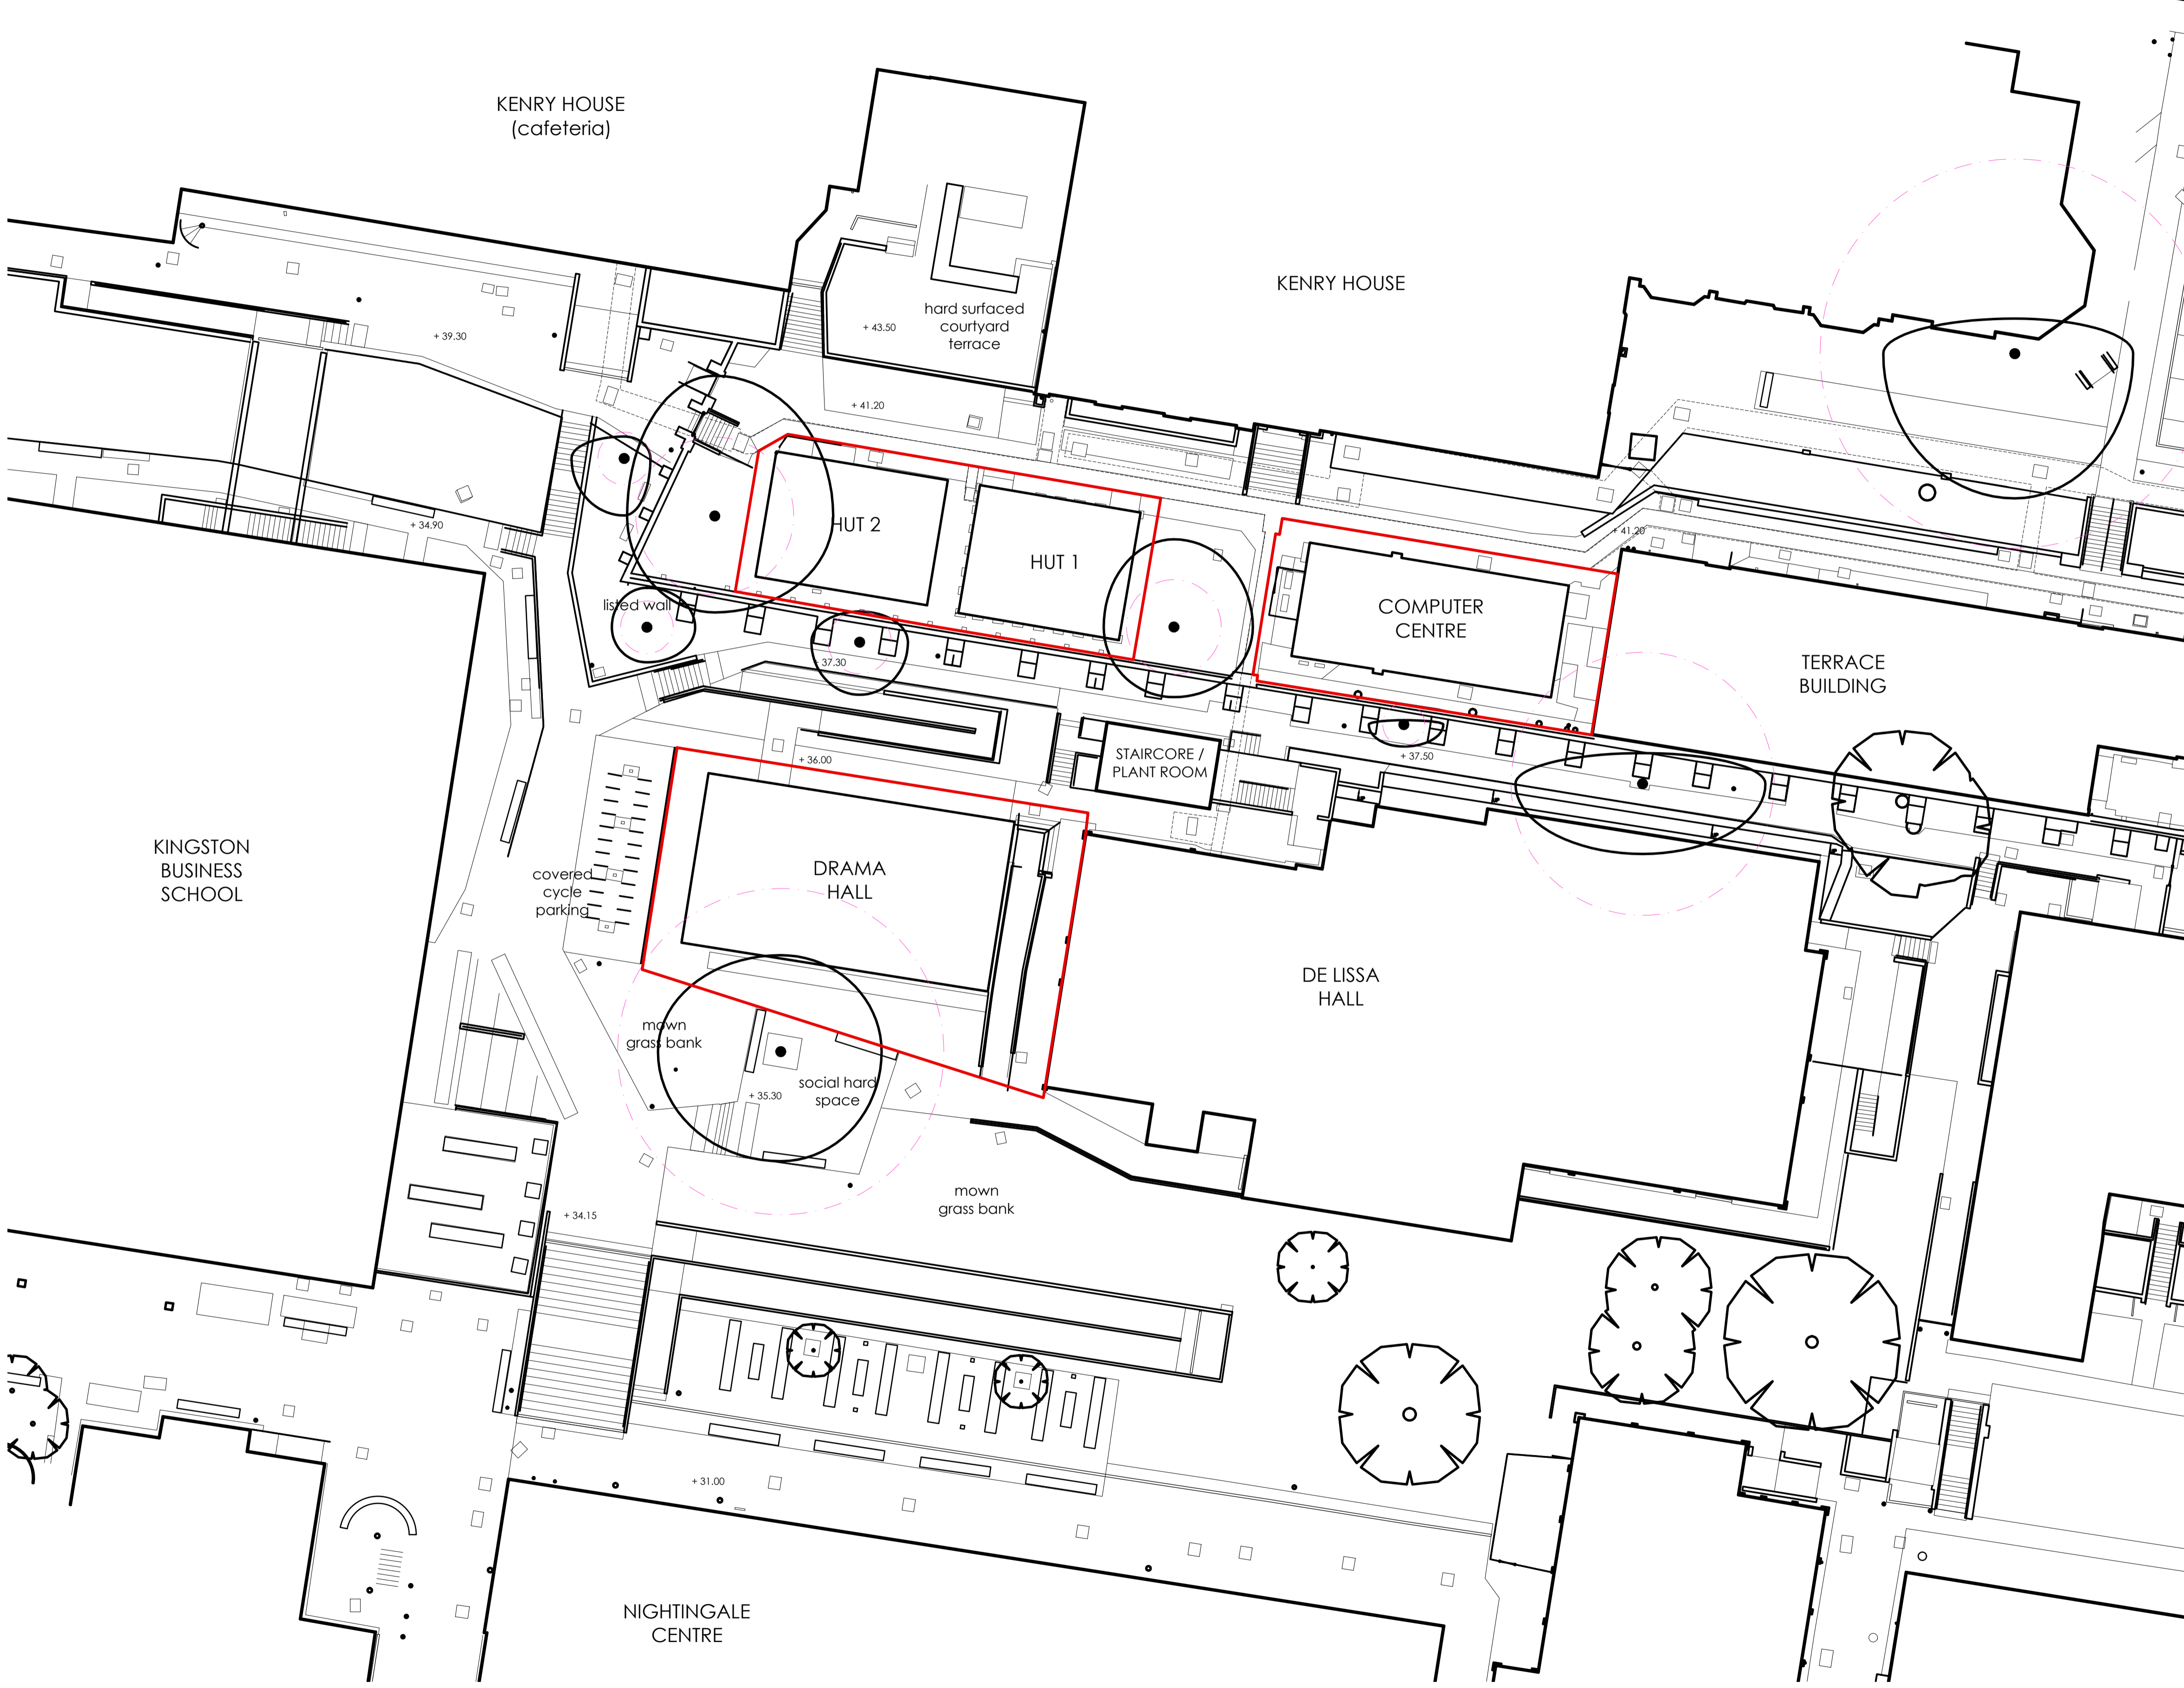 KENRY HOUSE
(cafeteria)
KENRY HOUSE
hard surfaced
courtyard
terrace
+ 43.50
+ 39.30
+ 41.20
HUT 2
HUT 1
+ 34.90
+ 41.20
COMPUTER
CENTRE
listed wall
+ 37.30
TERRACE
BUILDING
STAIRCORE /
PLANT ROOM
+ 36.00
+ 37.50
KINGSTON
BUSINESS
SCHOOL
covered
cycle
parking
DRAMA
HALL
DE LISSA
HALL
mown
grass bank
social hard
space
+ 35.30
mown
grass bank
+ 34.15
+ 31.00
NIGHTINGALE
CENTRE